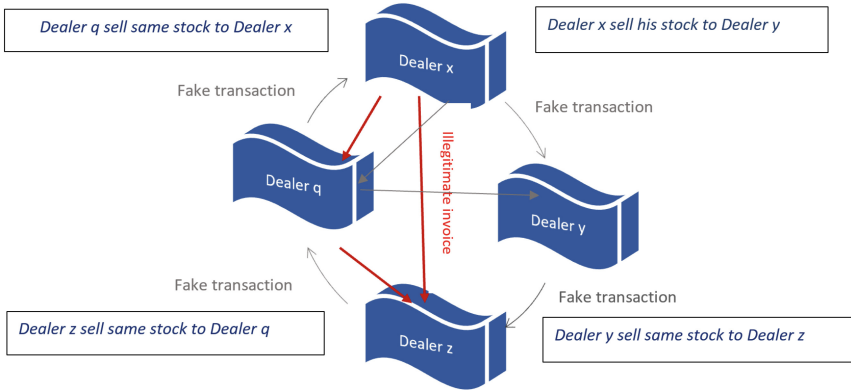 Dealer q sell same stock to Dealer x
Dealer x sell his stock to Dealer y
Dealer x
Fake transaction
Fake transaction
Illegitimate invoice
Dealer q
Dealer y
Fake transaction
Fake transaction
Dealer z sell same stock to Dealer q
Dealer z
Dealer y sell same stock to Dealer z